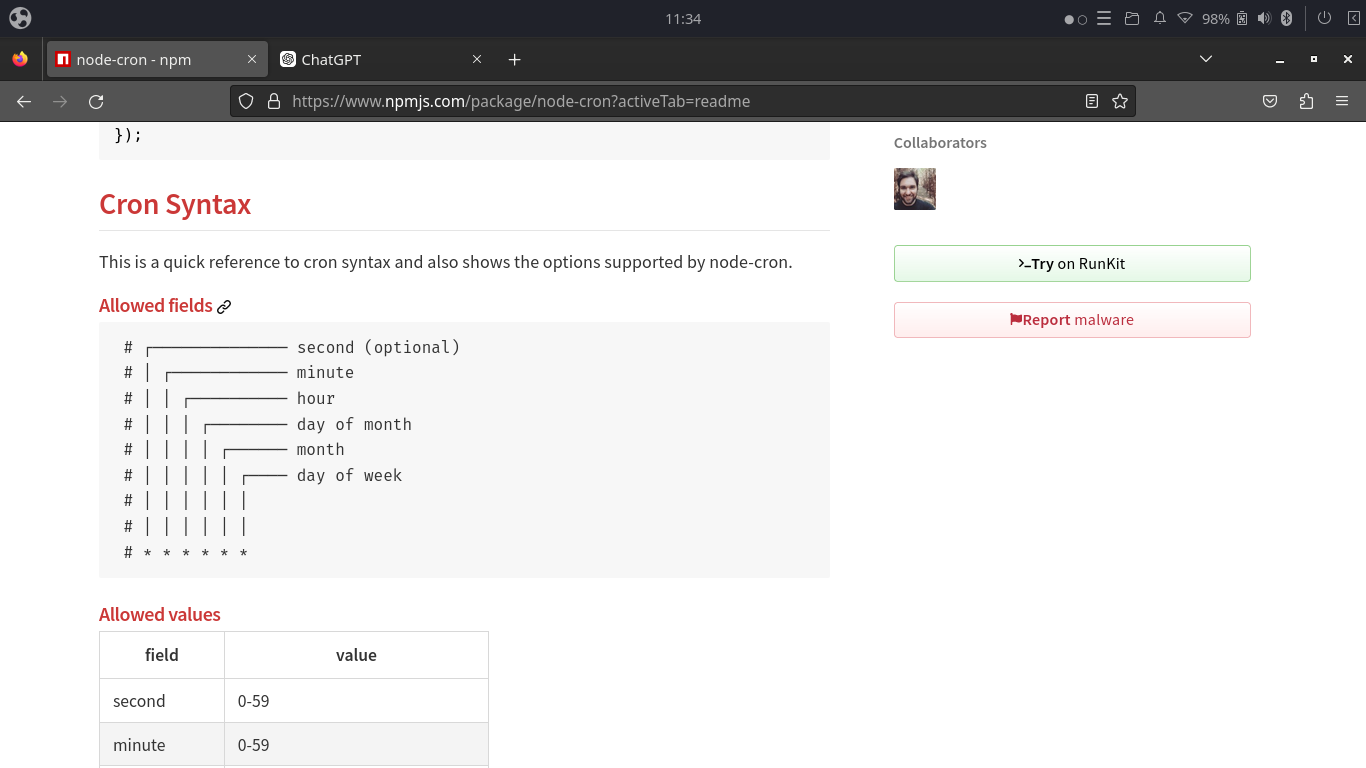 11:34
98%
node-cron - npm
ChatGPT
https://www.npmjs.com/package/node-cron?activeTab=readme
});
Cron Syntax
This is a quick reference to cron syntax and also shows the options supported by node-cron.
Allowed fields
# ┌────────────── second (optional)
# │ ┌──────────── minute
# │ │ ┌────────── hour
# │ │ │ ┌──────── day of month
# │ │ │ │ ┌────── month
# │ │ │ │ │ ┌──── day of week
# │ │ │ │ │ │
# │ │ │ │ │ │
# * * * * * *
Allowed values
field value
second 0-59
minute 0-59
Collaborators
Try on RunKit
Report malware